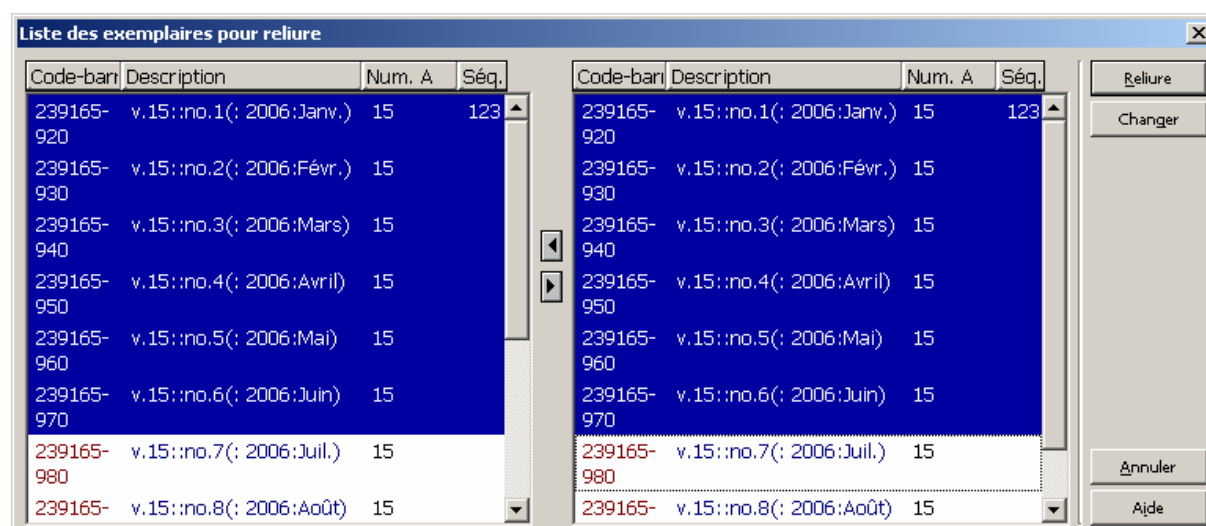 Liste des exemplaires pour reliure
Code-barr Description Num. A Séq.
239165- v.15::no.1(: 2006:Janv.) 15 123
920
239165- v.15::no.2(: 2006:Févr.) 15
930
239165- v.15::no.3(: 2006:Mars) 15
940
239165- v.15::no.4(: 2006:Avril) 15
950
239165- v.15::no.5(: 2006:Mai) 15
960
239165- v.15::no.6(: 2006:Juin) 15
970
239165- v.15::no.7(: 2006:Juil.) 15
980
239165- v.15::no.8(: 2006:Août) 15
Code-barr Description Num. A Séq.
239165- v.15::no.1(: 2006:Janv.) 15 123
920
239165- v.15::no.2(: 2006:Févr.) 15
930
239165- v.15::no.3(: 2006:Mars) 15
940
239165- v.15::no.4(: 2006:Avril) 15
950
239165- v.15::no.5(: 2006:Mai) 15
960
239165- v.15::no.6(: 2006:Juin) 15
970
239165- v.15::no.7(: 2006:Juil.) 15
980
239165- v.15::no.8(: 2006:Août) 15
Reliure
Changer
Annuler
Aide